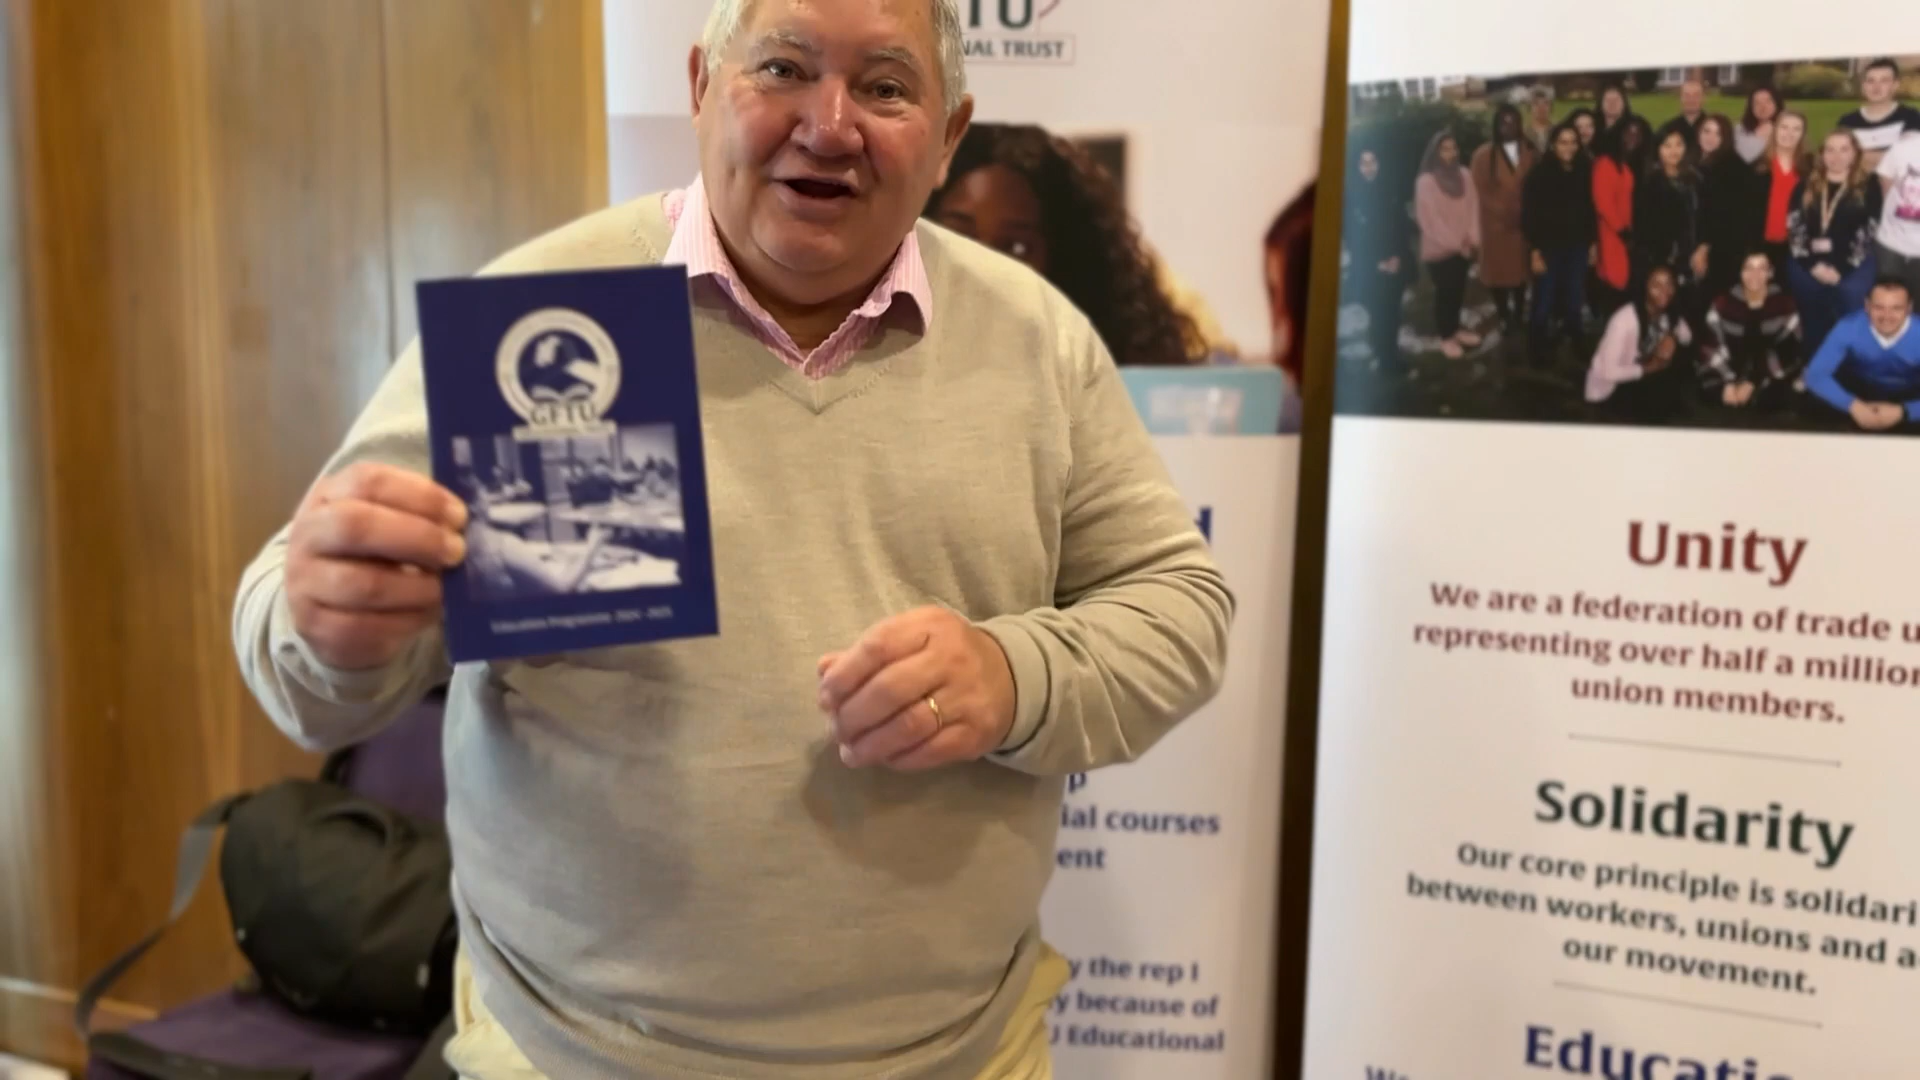 TU
NAL TRUST
GFTU
Education Programme 2024 - 2025
d
p
ial courses
ent
y the rep I
y because of
U Educational
Unity
We are a federation of trade u
representing over half a million
union members.
Solidarity
Our core principle is solidari
between workers, unions and a
our movement.
Educatio
We